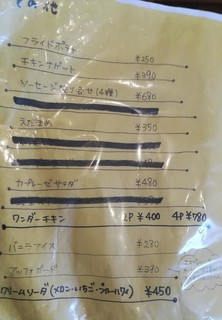 その他
フライドポテト ¥250
チキンナゲット ¥390
ソーセージ盛り合せ(4種) ¥680
えだまめ ¥350
カプレーゼサラダ ¥480
ワンダーチキン 2P ¥400 4P ¥780
バニラアイス ¥230
アフォガード ¥390
クリームソーダ(メロン・いちご・ブルーハワイ) ¥450